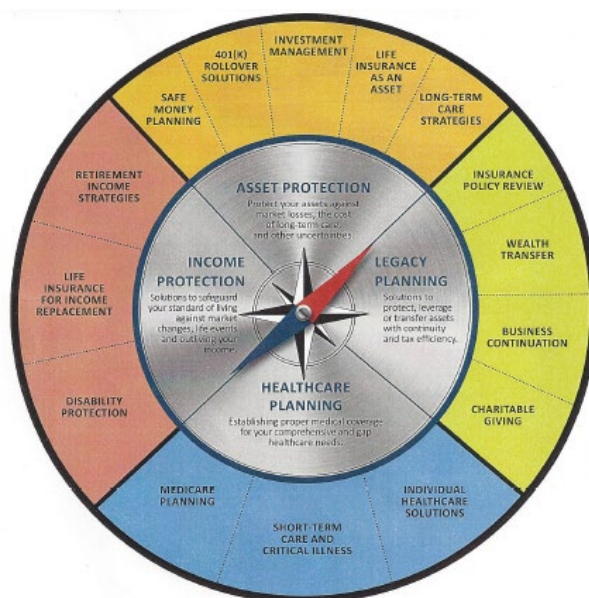 INVESTMENT
MANAGEMENT
401(K)
ROLLOVER
SOLUTIONS
LIFE
INSURANCE
AS AN
ASSET
SAFE
MONEY
PLANNING
LONG-TERM
CARE
STRATEGIES
RETIREMENT
INCOME
STRATEGIES
INSURANCE
POLICY REVIEW
ASSET PROTECTION
Protect your assets against
market losses, the cost
of long-term care,
and other uncertainties.
WEALTH
TRANSFER
LIFE
INSURANCE
FOR INCOME
REPLACEMENT
INCOME
PROTECTION
Solutions to safeguard
your standard of living
against market
changes, life events
and outliving your
income.
LEGACY
PLANNING
Solutions to
protect, leverage
or transfer assets
with continuity
and tax efficiency.
BUSINESS
CONTINUATION
DISABILITY
PROTECTION
HEALTHCARE
PLANNING
Establishing proper medical coverage
for your comprehensive and gap
healthcare needs.
CHARITABLE
GIVING
MEDICARE
PLANNING
SHORT-TERM
CARE AND
CRITICAL ILLNESS
INDIVIDUAL
HEALTHCARE
SOLUTIONS